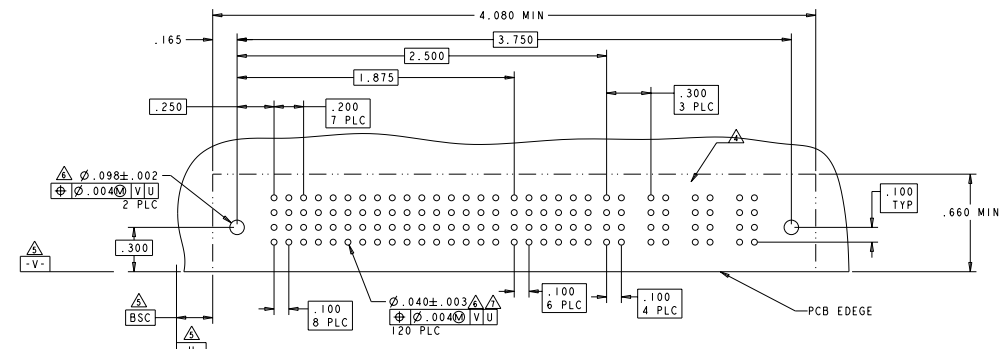 4.080 MIN
.165
3.750
2.500
1.875
.250
.200
7 PLC
.300
3 PLC
4
6 Ø.098±.002
⌖ Ø.004Ⓜ V U
2 PLC
.100
TYP
.660 MIN
.300
5
-V-
5
BSC
5
.100
8 PLC
Ø.040±.003 6 7
⌖ Ø.004Ⓜ V U
120 PLC
.100
6 PLC
.100
4 PLC
PCB EDEGE